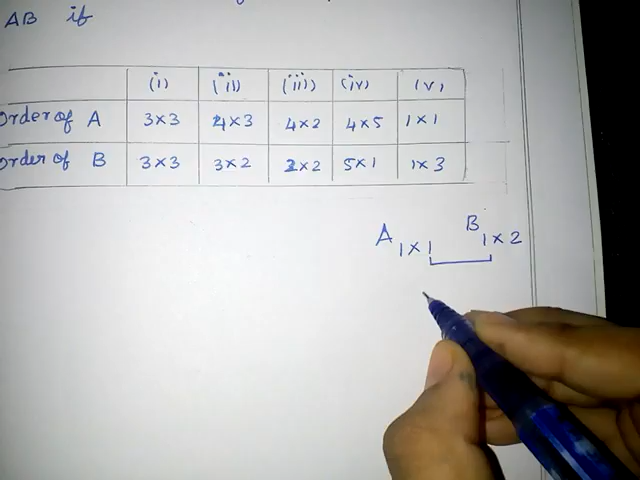 AB if
(i) (ii) (iii) (iv) (v)
Order of A 3×3 4×3 4×2 4×5 1×1
Order of B 3×3 3×2 2×2 5×1 1×3
A 1×1 B 1×2